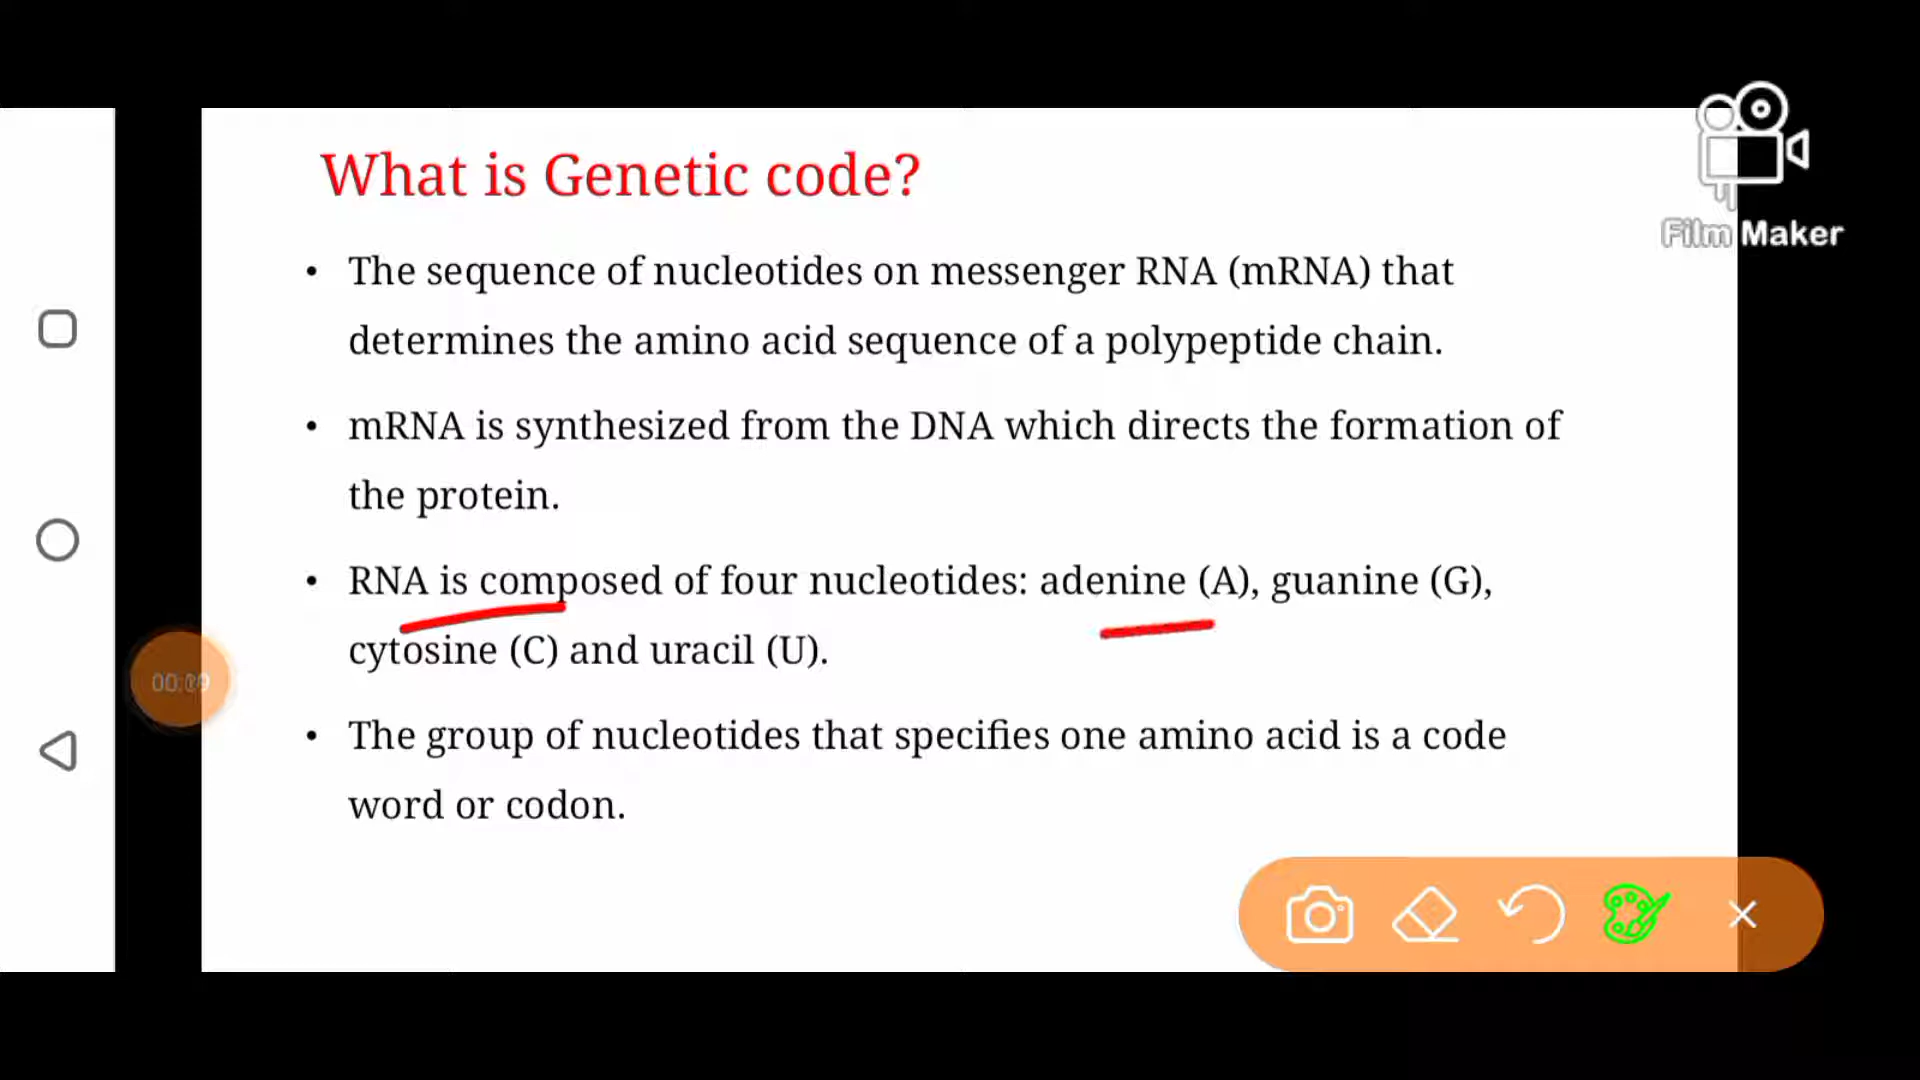 What is Genetic code?
Film Maker
• The sequence of nucleotides on messenger RNA (mRNA) that
determines the amino acid sequence of a polypeptide chain.
• mRNA is synthesized from the DNA which directs the formation of
the protein.
• RNA is composed of four nucleotides: adenine (A), guanine (G),
cytosine (C) and uracil (U).
• The group of nucleotides that specifies one amino acid is a code
word or codon.